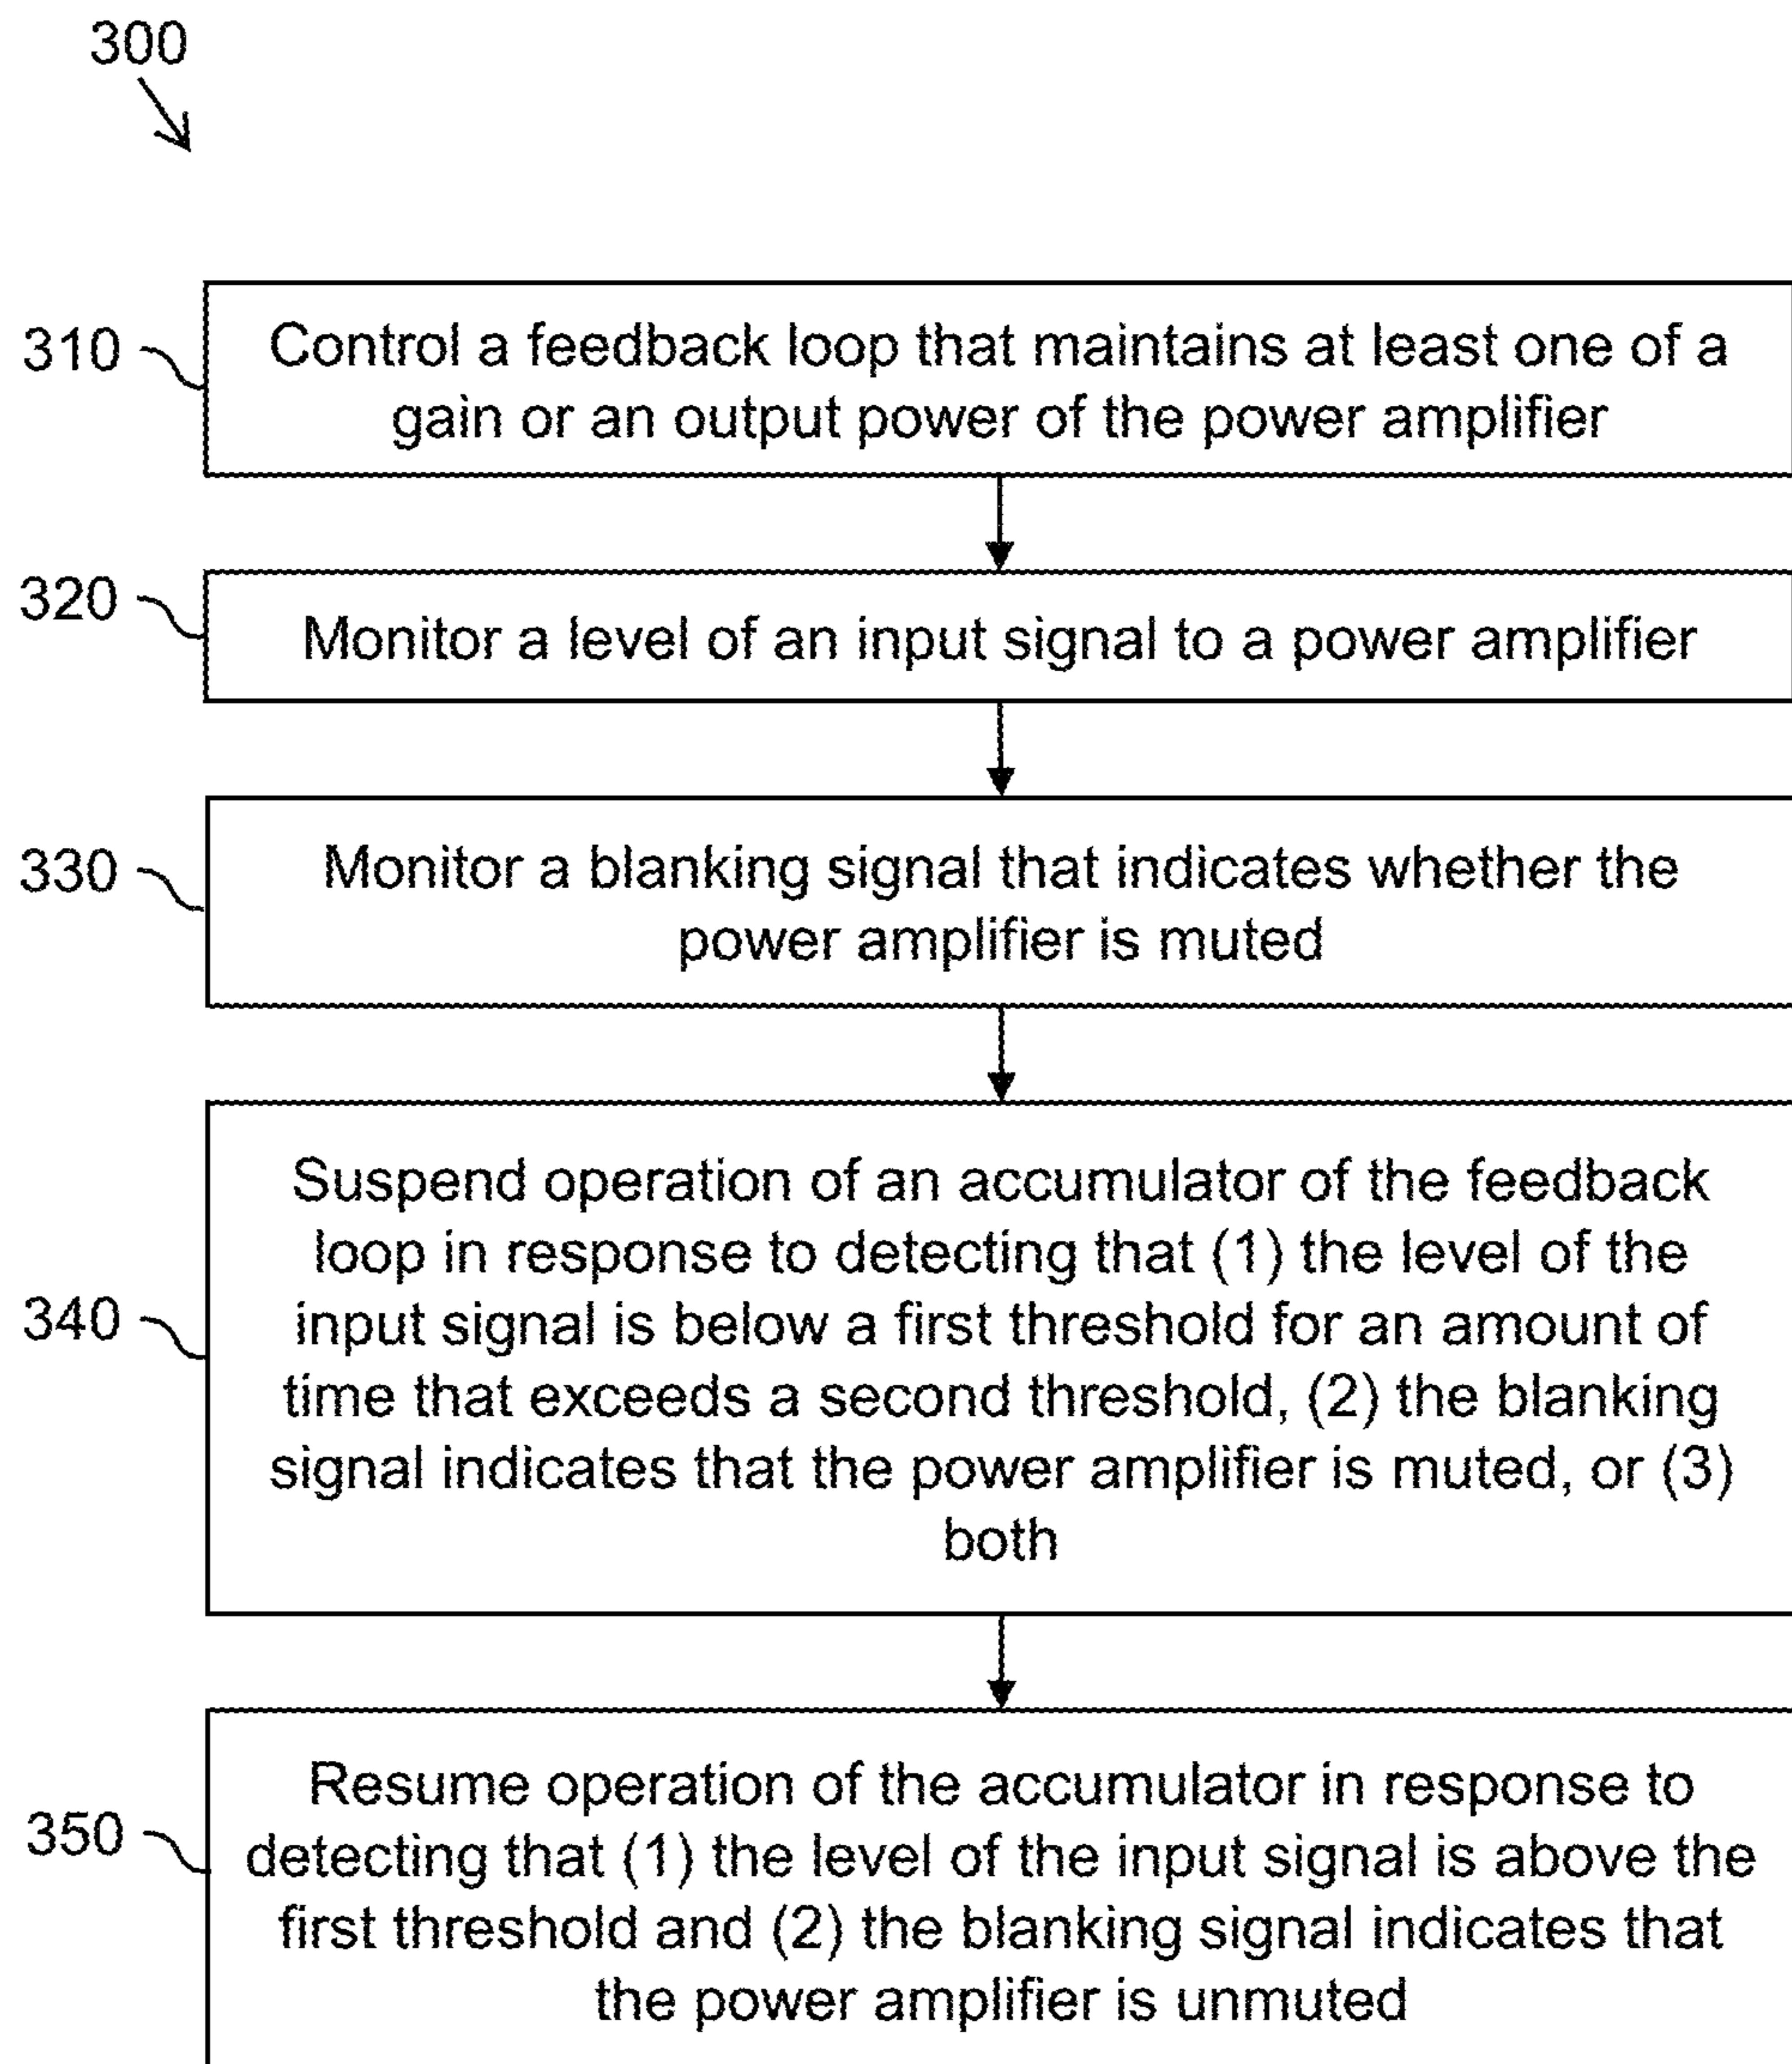 300
310
Control a feedback loop that maintains at least one of a
gain or an output power of the power amplifier
320
Monitor a level of an input signal to a power amplifier
330
Monitor a blanking signal that indicates whether the
power amplifier is muted
340
Suspend operation of an accumulator of the feedback
loop in response to detecting that (1) the level of the
input signal is below a first threshold for an amount of
time that exceeds a second threshold, (2) the blanking
signal indicates that the power amplifier is muted, or (3)
both
350
Resume operation of the accumulator in response to
detecting that (1) the level of the input signal is above the
first threshold and (2) the blanking signal indicates that
the power amplifier is unmuted